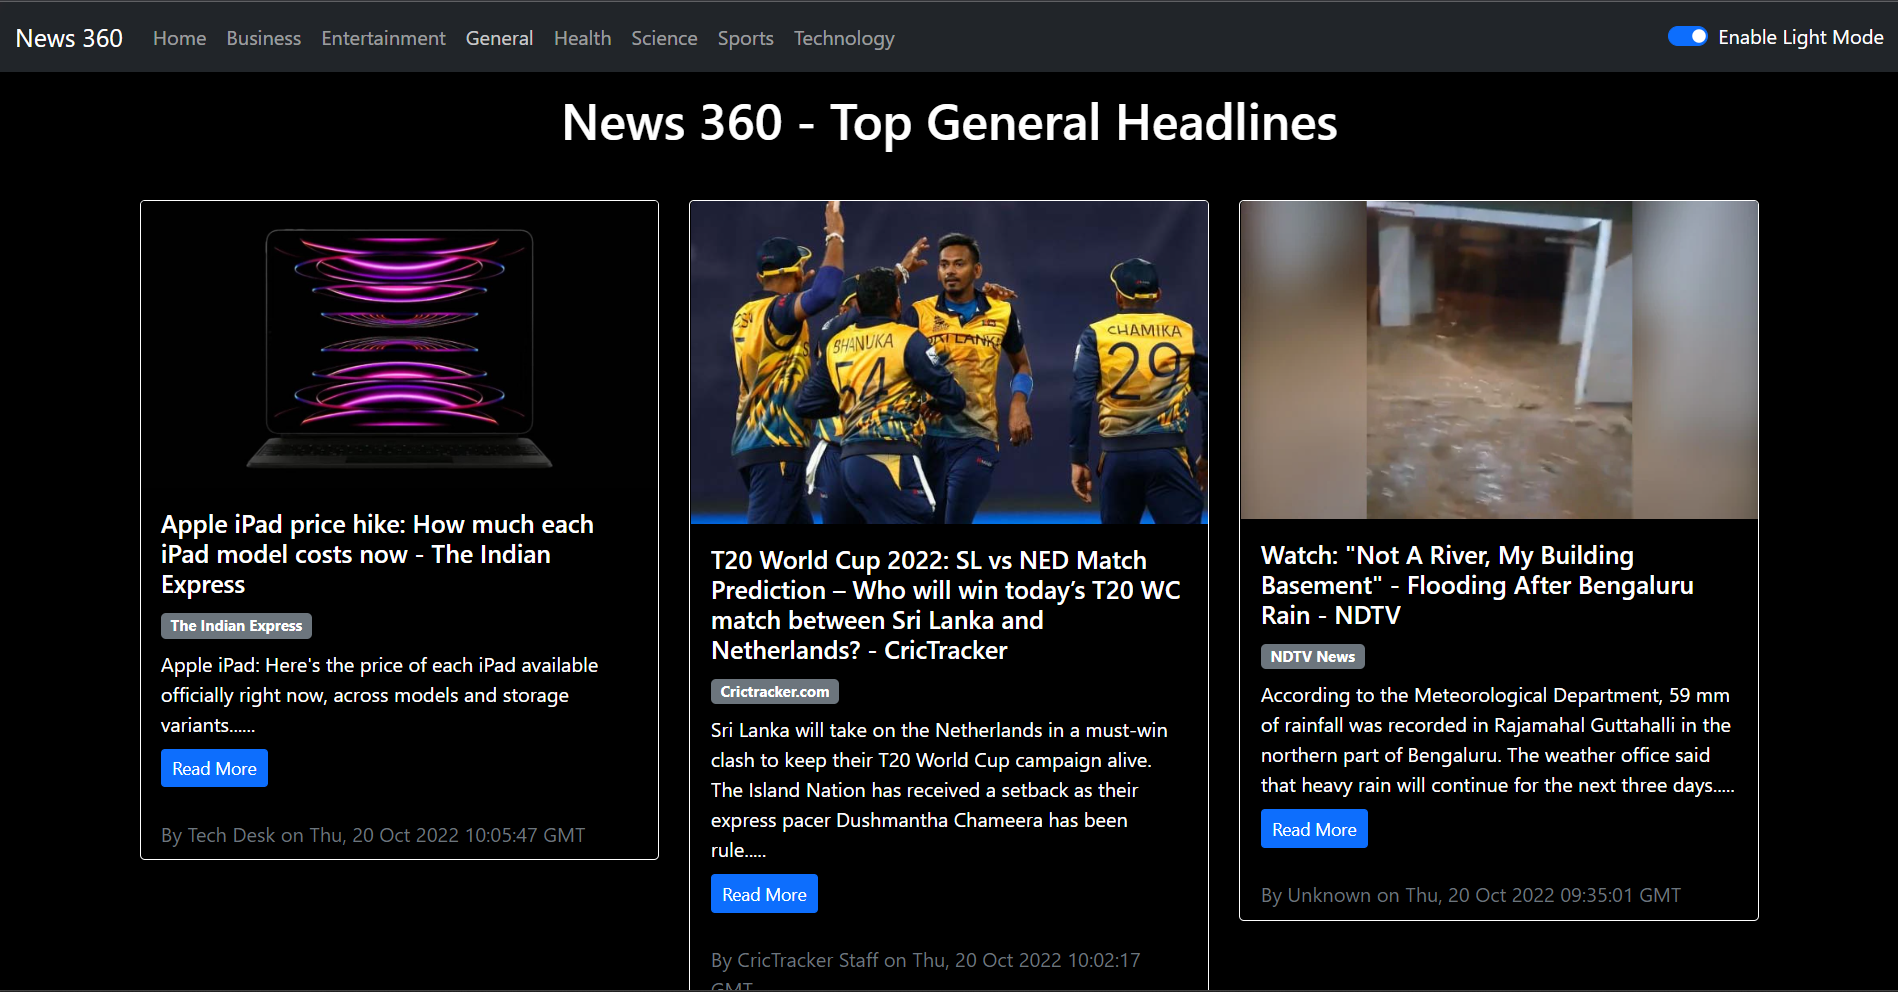 News 360 Home Business Entertainment General Health Science Sports Technology Enable Light Mode
News 360 - Top General Headlines
Apple iPad price hike: How much each
iPad model costs now - The Indian
Express
The Indian Express
Apple iPad: Here's the price of each iPad available
officially right now, across models and storage
variants......
Read More
By Tech Desk on Thu, 20 Oct 2022 10:05:47 GMT
BHANUKA
54
SRI LANKA
CHAMIKA
29
T20 World Cup 2022: SL vs NED Match
Prediction – Who will win today’s T20 WC
match between Sri Lanka and
Netherlands? - CricTracker
Crictracker.com
Sri Lanka will take on the Netherlands in a must-win
clash to keep their T20 World Cup campaign alive.
The Island Nation has received a setback as their
express pacer Dushmantha Chameera has been
rule.....
Read More
By CricTracker Staff on Thu, 20 Oct 2022 10:02:17
GMT
Watch: "Not A River, My Building
Basement" - Flooding After Bengaluru
Rain - NDTV
NDTV News
According to the Meteorological Department, 59 mm
of rainfall was recorded in Rajamahal Guttahalli in the
northern part of Bengaluru. The weather office said
that heavy rain will continue for the next three days.....
Read More
By Unknown on Thu, 20 Oct 2022 09:35:01 GMT